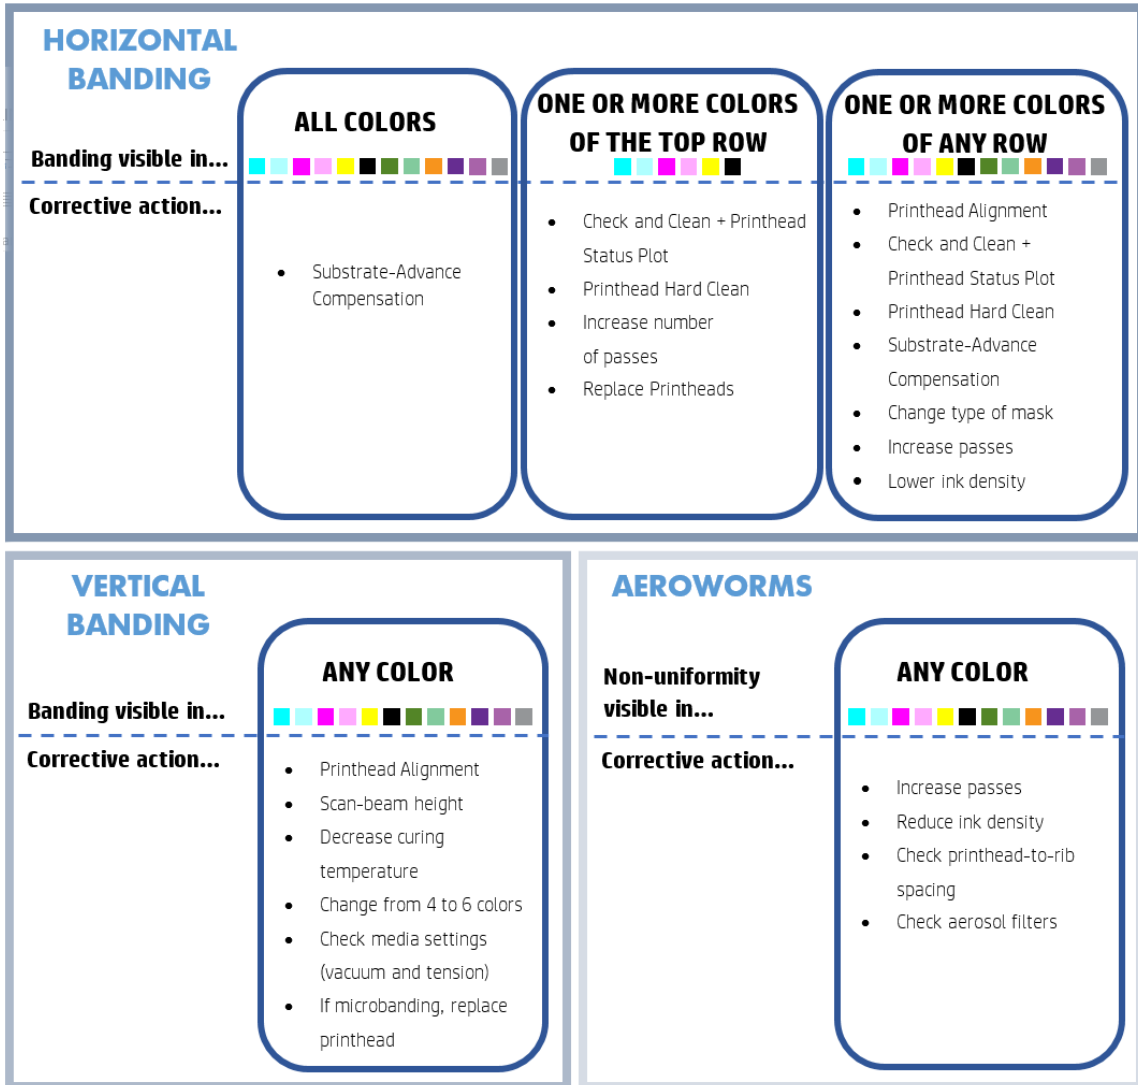 HORIZONTAL
BANDING
Banding visible in...
Corrective action...
ALL COLORS
• Substrate-Advance
Compensation
ONE OR MORE COLORS
OF THE TOP ROW
• Check and Clean + Printhead
Status Plot
• Printhead Hard Clean
• Increase number
of passes
• Replace Printheads
ONE OR MORE COLORS
OF ANY ROW
• Printhead Alignment
• Check and Clean +
Printhead Status Plot
• Printhead Hard Clean
• Substrate-Advance
Compensation
• Change type of mask
• Increase passes
• Lower ink density
VERTICAL
BANDING
Banding visible in...
Corrective action...
ANY COLOR
• Printhead Alignment
• Scan-beam height
• Decrease curing
temperature
• Change from 4 to 6 colors
• Check media settings
(vacuum and tension)
• If microbanding, replace
printhead
AEROWORMS
Non-uniformity
visible in...
Corrective action...
ANY COLOR
• Increase passes
• Reduce ink density
• Check printhead-to-rib
spacing
• Check aerosol filters